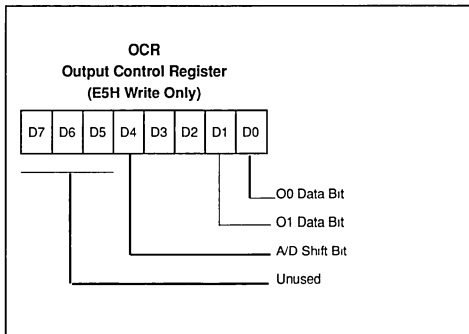 OCR
Output Control Register
(E5H Write Only)
D7 D6 D5 D4 D3 D2 D1 D0
O0 Data Bit
O1 Data Bit
A/D Shift Bit
Unused